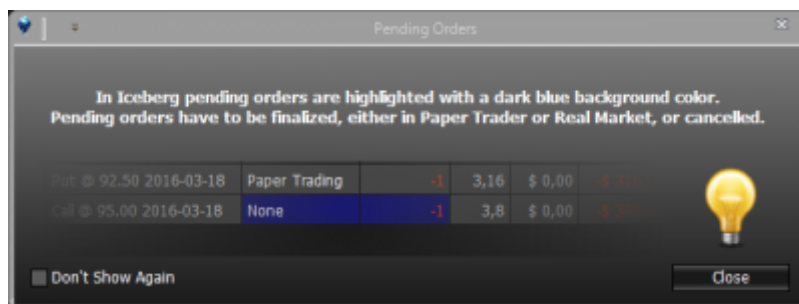 Pending Orders
In Iceberg pending orders are highlighted with a dark blue background color.
Pending orders have to be finalized, either in Paper Trader or Real Market, or cancelled.
Put @ 92.50 2016-03-18 Paper Trading -1 3,16 $ 0,00
Call @ 95.00 2016-03-18 None -1 3,8 $ 0,00
Don't Show Again
Close